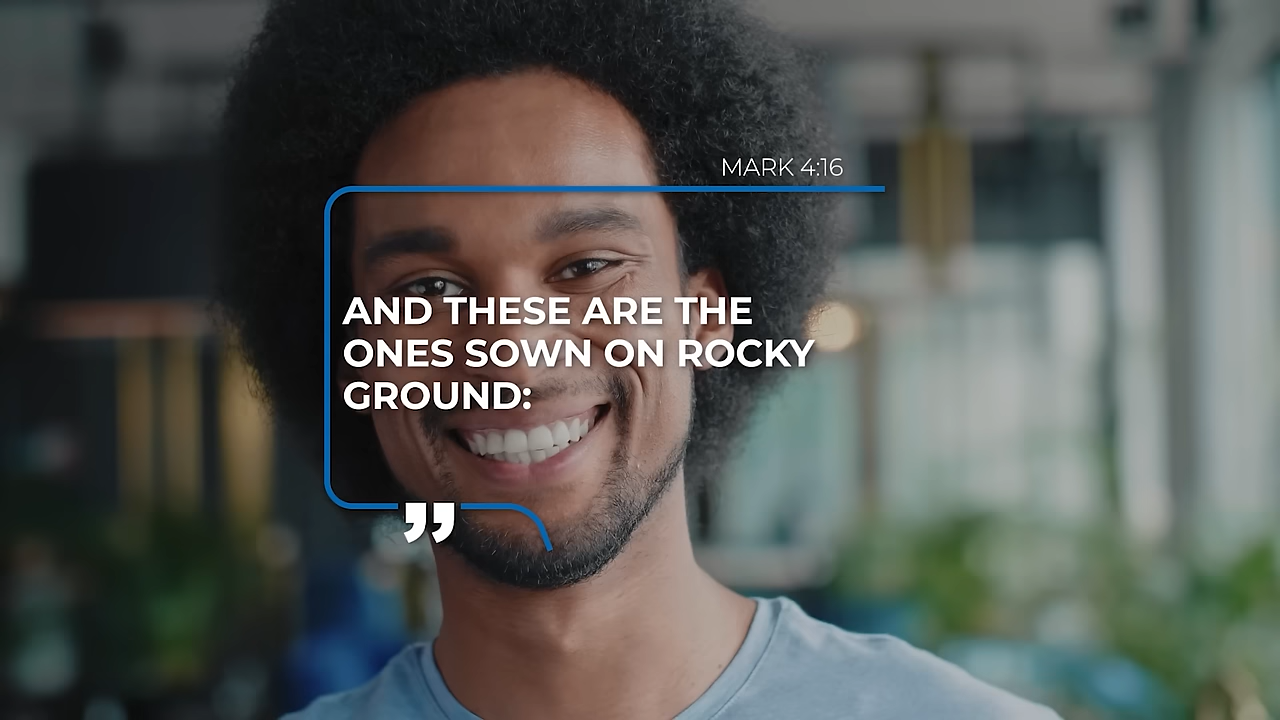 MARK 4:16
AND THESE ARE THE
ONES SOWN ON ROCKY
GROUND:
”